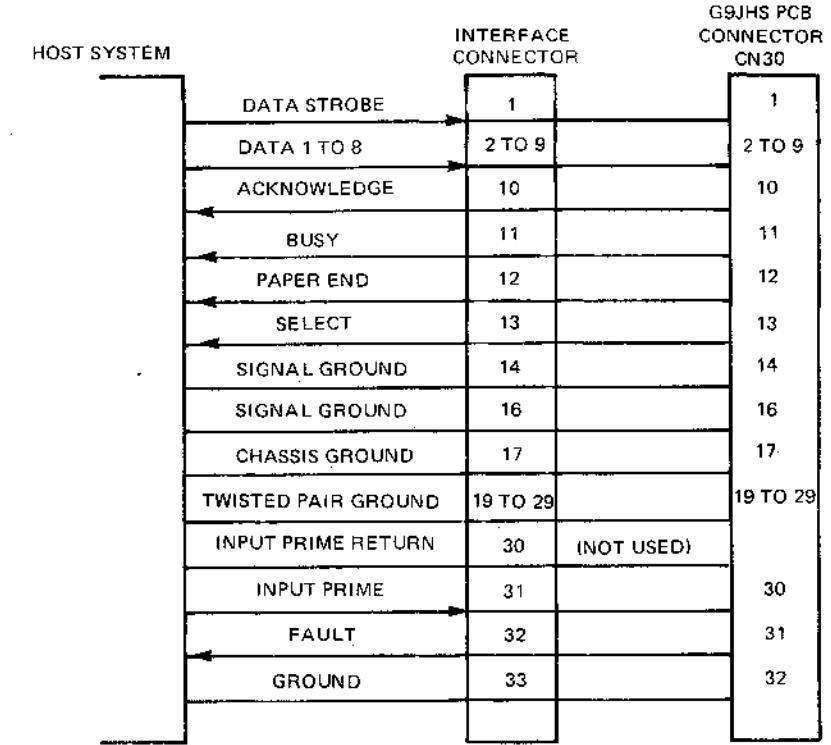 G9JHS PCB
CONNECTOR
CN30
INTERFACE
CONNECTOR
HOST SYSTEM
DATA STROBE 1 1
DATA 1 TO 8 2 TO 9 2 TO 9
ACKNOWLEDGE 10 10
BUSY 11 11
PAPER END 12 12
SELECT 13 13
SIGNAL GROUND 14 14
SIGNAL GROUND 16 16
CHASSIS GROUND 17 17
TWISTED PAIR GROUND 19 TO 29 19 TO 29
INPUT PRIME RETURN 30 (NOT USED)
INPUT PRIME 31 30
FAULT 32 31
GROUND 33 32